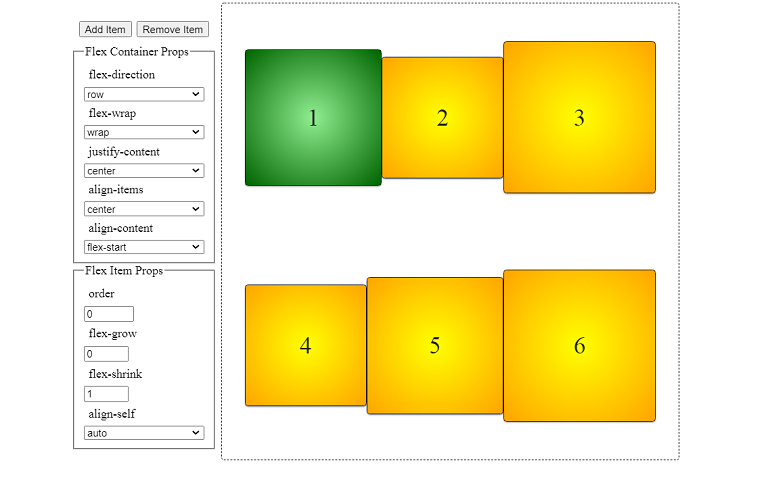 Add Item Remove Item
Flex Container Props
flex-direction
row
flex-wrap
wrap
justify-content
center
align-items
center
align-content
flex-start
Flex Item Props
order
0
flex-grow
0
flex-shrink
1
align-self
auto
1 2 3
4 5 6